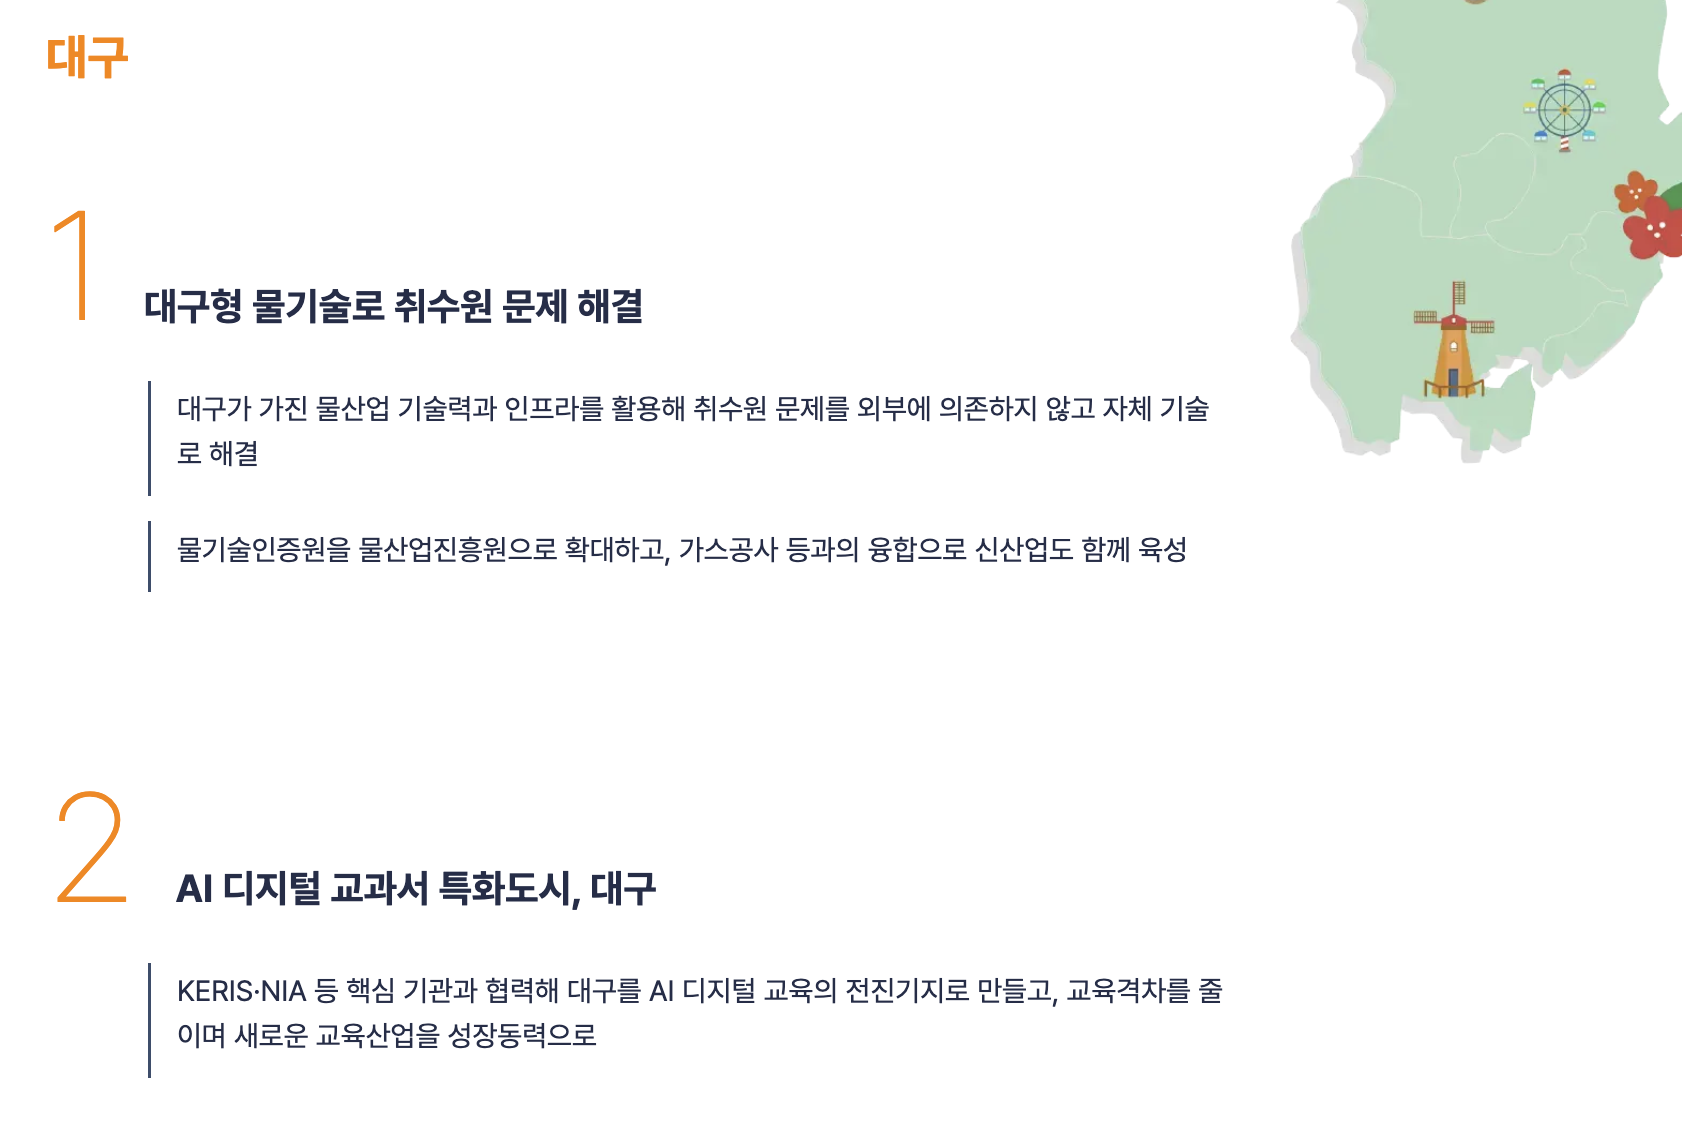 대구
1
대구형 물기술로 취수원 문제 해결
대구가 가진 물산업 기술력과 인프라를 활용해 취수원 문제를 외부에 의존하지 않고 자체 기술
로 해결
물기술인증원을 물산업진흥원으로 확대하고, 가스공사 등과의 융합으로 신산업도 함께 육성
2
AI 디지털 교과서 특화도시, 대구
KERIS·NIA 등 핵심 기관과 협력해 대구를 AI 디지털 교육의 전진기지로 만들고, 교육격차를 줄
이며 새로운 교육산업을 성장동력으로